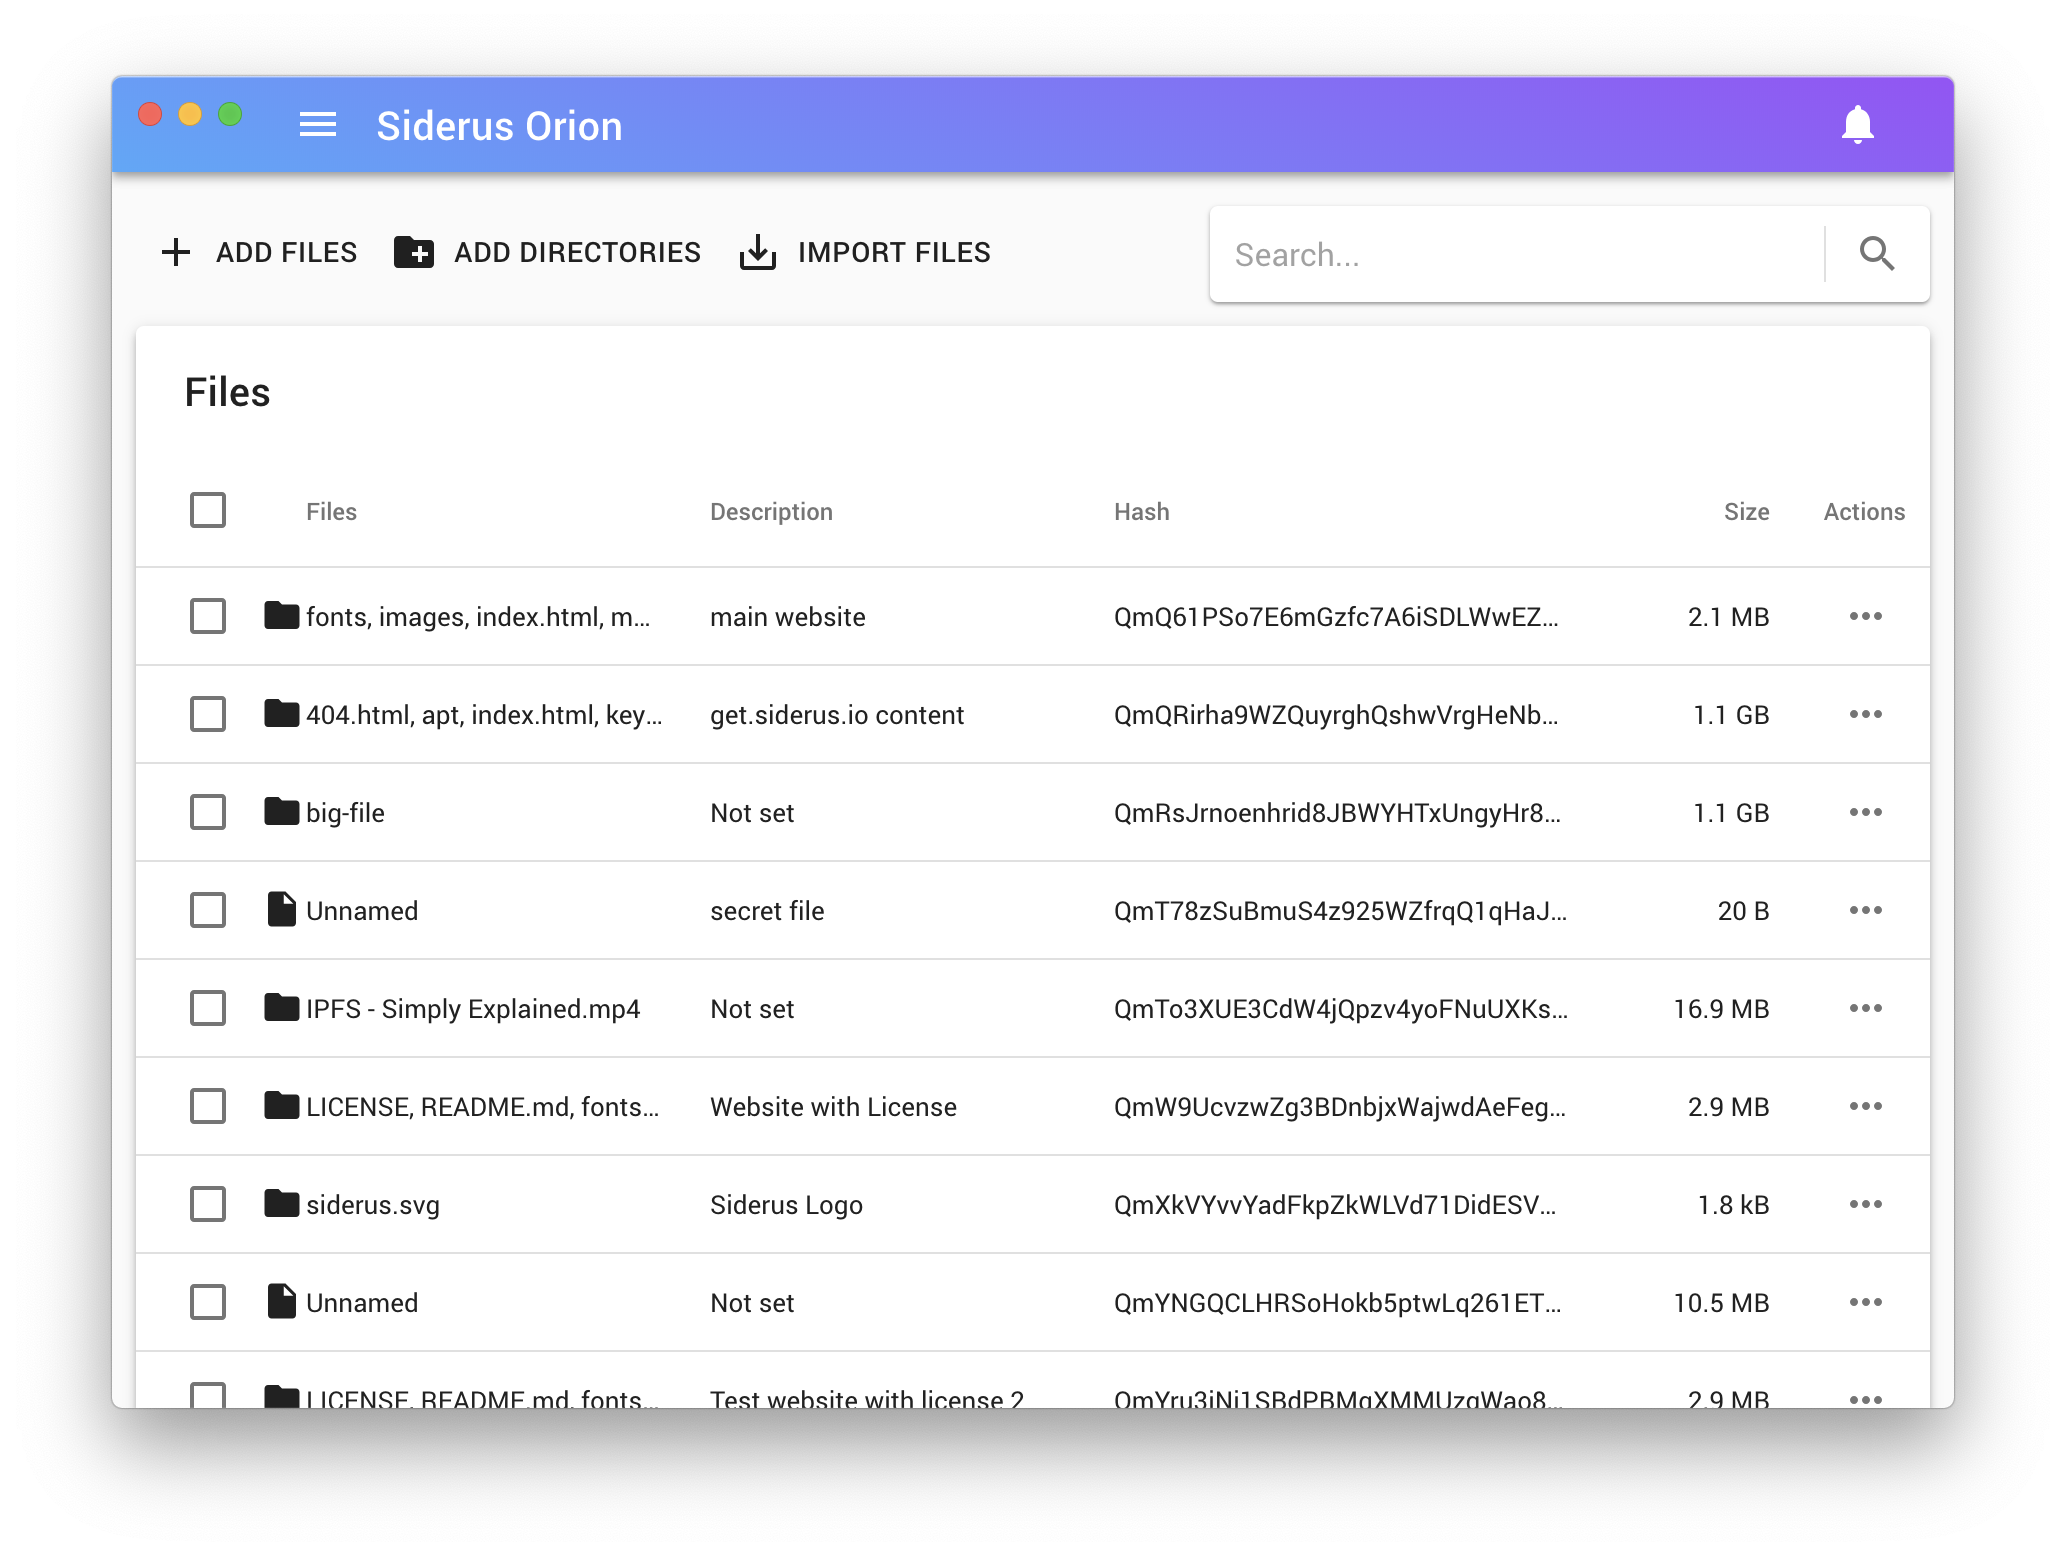 Siderus Orion
ADD FILES ADD DIRECTORIES IMPORT FILES Search...
Files
Files Description Hash Size Actions
fonts, images, index.html, m... main website QmQ61PSo7E6mGzfc7A6iSDLWwEZ... 2.1 MB
404.html, apt, index.html, key... get.siderus.io content QmQRirha9WZQuyrghQshwVrgHeNb... 1.1 GB
big-file Not set QmRsJrnoenhrid8JBWYHTxUngyHr8... 1.1 GB
Unnamed secret file QmT78zSuBmuS4z925WZfrqQ1qHaJ... 20 B
IPFS - Simply Explained.mp4 Not set QmTo3XUE3CdW4jQpzv4yoFNuUXKs... 16.9 MB
LICENSE, README.md, fonts... Website with License QmW9UcvzwZg3BDnbjxWajwdAeFeg... 2.9 MB
siderus.svg Siderus Logo QmXkVYvvYadFkpZkWLVd71DidESV... 1.8 kB
Unnamed Not set QmYNGQCLHRSoHokb5ptwLq261ET... 10.5 MB
LICENSE, README.md, fonts... Test website with license 2 QmYru3iNi1SBdPBMgXMMUzgWao8... 2.9 MB